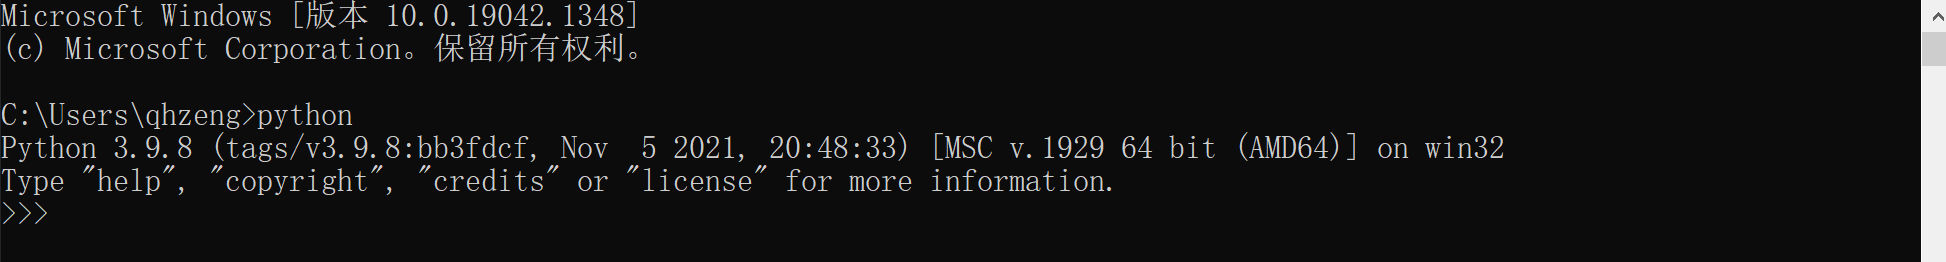 Microsoft Windows [版本 10.0.19042.1348]
(c) Microsoft Corporation。保留所有权利。
C:\Users\qhzeng>python
Python 3.9.8 (tags/v3.9.8:bb3fdcf, Nov  5 2021, 20:48:33) [MSC v.1929 64 bit (AMD64)] on win32
Type "help", "copyright", "credits" or "license" for more information.
>>>